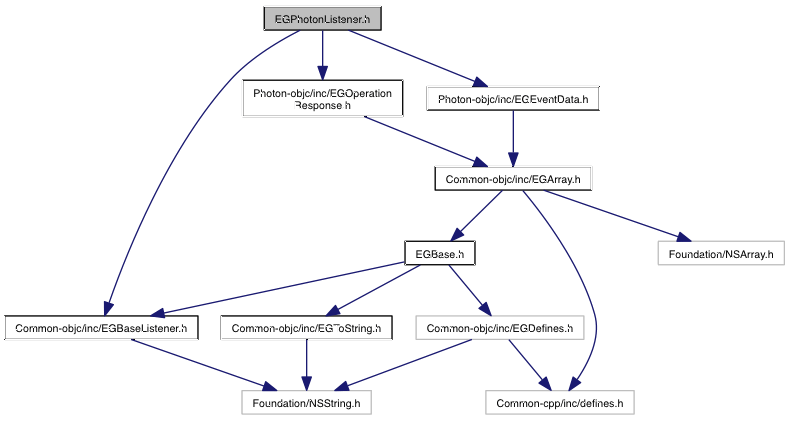 EGPhotonListener.h
Photon-objc/inc/EGOperation
Response.h
Photon-objc/inc/EGEventData.h
Common-objc/inc/EGArray.h
EGBase.h
Foundation/NSArray.h
Common-objc/inc/EGBaseListener.h
Common-objc/inc/EGToString.h
Common-objc/inc/EGDefines.h
Foundation/NSString.h
Common-cpp/inc/defines.h